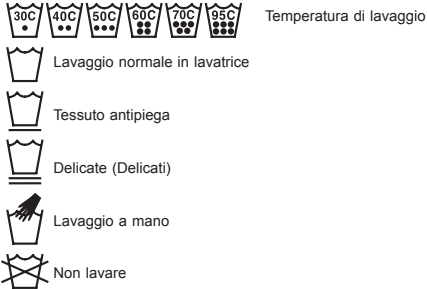 30C 40C 50C 60C 70C 95C Temperatura di lavaggio
Lavaggio normale in lavatrice
Tessuto antipiega
Delicate (Delicati)
Lavaggio a mano
Non lavare